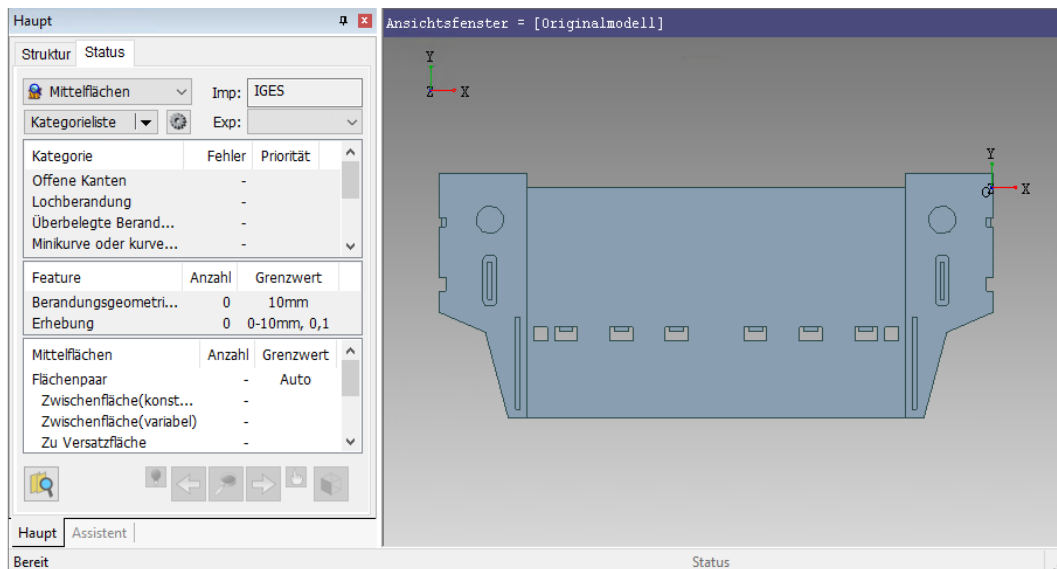 Haupt
Ansichtsfenster = [Originalmodell]
Struktur Status
Mittelflächen Imp: IGES
Kategorieliste Exp:
Kategorie Fehler Priorität
Offene Kanten -
Lochberandung -
Überbelegte Berand... -
Minikurve oder kurve... -
Feature Anzahl Grenzwert
Berandungsgeometri... 0 10mm
Erhebung 0 0-10mm, 0,1
Mittelflächen Anzahl Grenzwert
Flächenpaar - Auto
Zwischenfläche(konst... -
Zwischenfläche(variabel) -
Zu Versatzfläche -
Haupt Assistent
Bereit Status
Y
Z X
Y
X